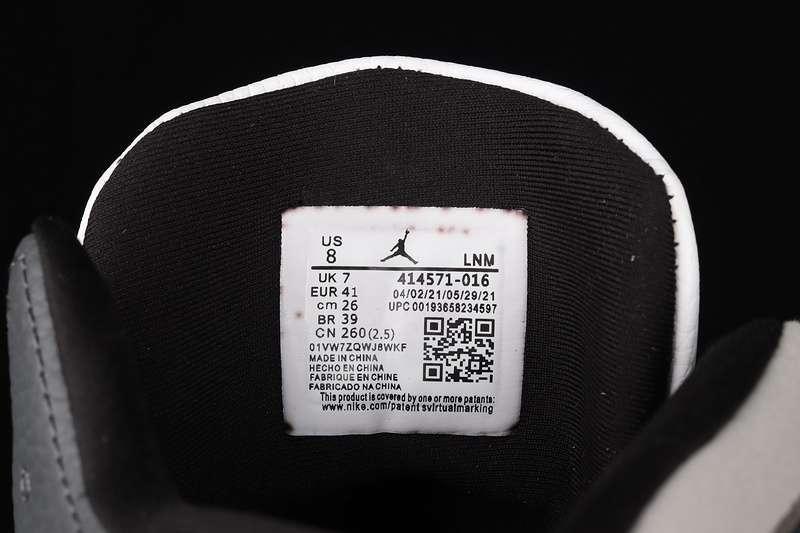 US
8
LNM
UK 7
414571-016
EUR 41
04/02/21/05/29/21
cm 26
UPC 00193658234597
BR 39
CN 260(2.5)
01VW7ZQWJ8WKF
MADE IN CHINA
HECHO EN CHINA
FABRIQUE EN CHINE
FABRICADO NA CHINA
This product is covered by one or more patents:
www.nike.com/patentsvirtualmarking